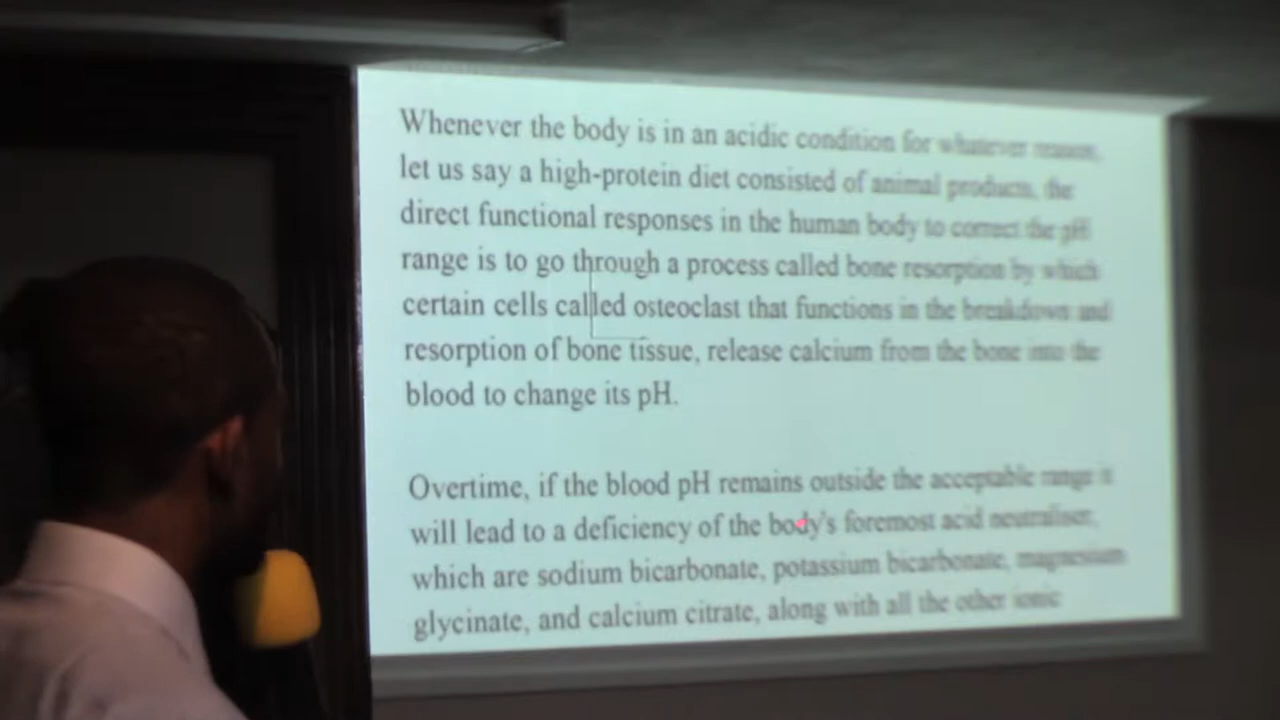 Whenever the body is in an acidic condition for whatever reason,
let us say a high-protein diet consisted of animal products, the
direct functional responses in the human body to correct the pH
range is to go through a process called bone resorption by which
certain cells called osteoclast that functions in the breakdown and
resorption of bone tissue, release calcium from the bone into the
blood to change its pH.
Overtime, if the blood pH remains outside the acceptable range it
will lead to a deficiency of the body's foremost acid neutraliser,
which are sodium bicarbonate, potassium bicarbonate, magnesium
glycinate, and calcium citrate, along with all the other ionic